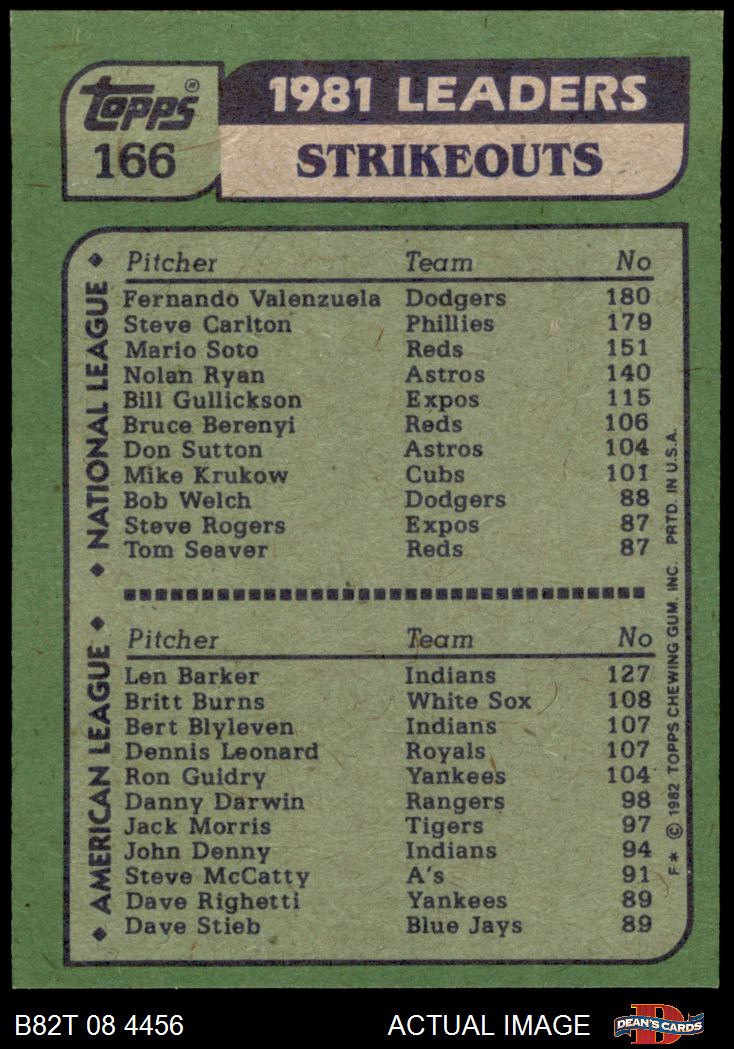 topps®
166
1981 LEADERS
STRIKEOUTS
NATIONAL LEAGUE
Pitcher Team No
Fernando Valenzuela Dodgers 180
Steve Carlton Phillies 179
Mario Soto Reds 151
Nolan Ryan Astros 140
Bill Gullickson Expos 115
Bruce Berenyi Reds 106
Don Sutton Astros 104
Mike Krukow Cubs 101
Bob Welch Dodgers 88
Steve Rogers Expos 87
Tom Seaver Reds 87
AMERICAN LEAGUE
Pitcher Team No
Len Barker Indians 127
Britt Burns White Sox 108
Bert Blyleven Indians 107
Dennis Leonard Royals 107
Ron Guidry Yankees 104
Danny Darwin Rangers 98
Jack Morris Tigers 97
John Denny Indians 94
Steve McCatty A's 91
Dave Righetti Yankees 89
Dave Stieb Blue Jays 89
F* © 1982 TOPPS CHEWING GUM, INC. PRTD. IN U.S.A.
B82T 08 4456 ACTUAL IMAGE
D
DEAN'S CARDS